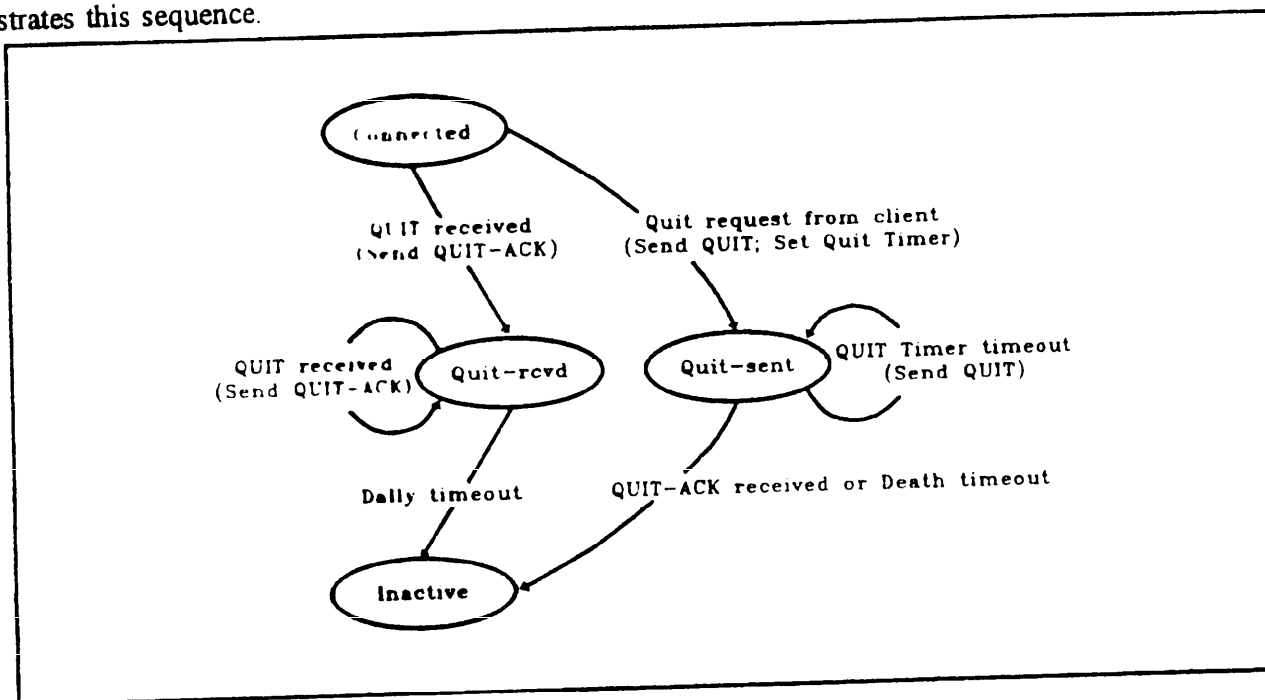 strates this sequence.
Connected
QUIT received
(Send QUIT-ACK)
Quit request from client
(Send QUIT; Set Quit Timer)
QUIT received
(Send QUIT-ACK)
Quit-rcvd
Quit-sent
QUIT Timer timeout
(Send QUIT)
Dally timeout
QUIT-ACK received or Death timeout
Inactive